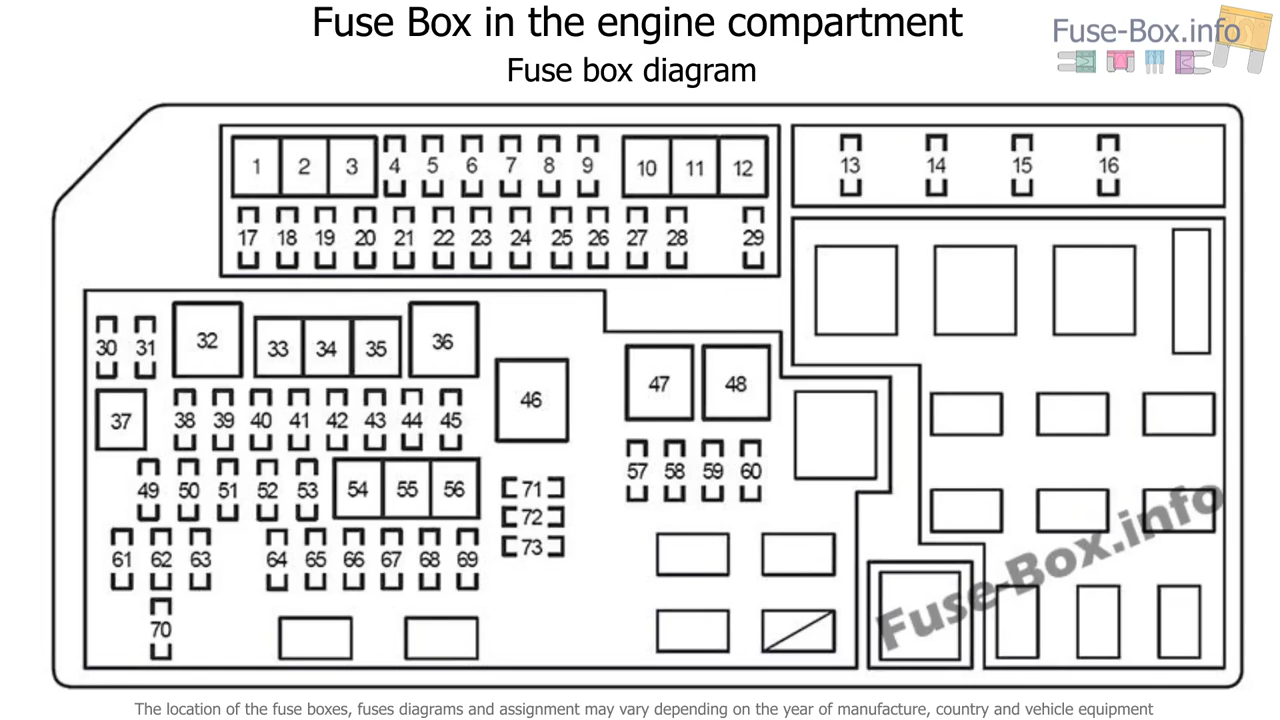 Fuse Box in the engine compartment
Fuse box diagram
Fuse-Box.info
1 2 3 4 5 6 7 8 9 10 11 12 13 14 15 16
17 18 19 20 21 22 23 24 25 26 27 28 29
30 31 32 33 34 35 36
37 38 39 40 41 42 43 44 45 46 47 48
49 50 51 52 53 54 55 56 57 58 59 60
71
72
61 62 63 64 65 66 67 68 69 73
70
Fuse-Box.info
The location of the fuse boxes, fuses diagrams and assignment may vary depending on the year of manufacture, country and vehicle equipment